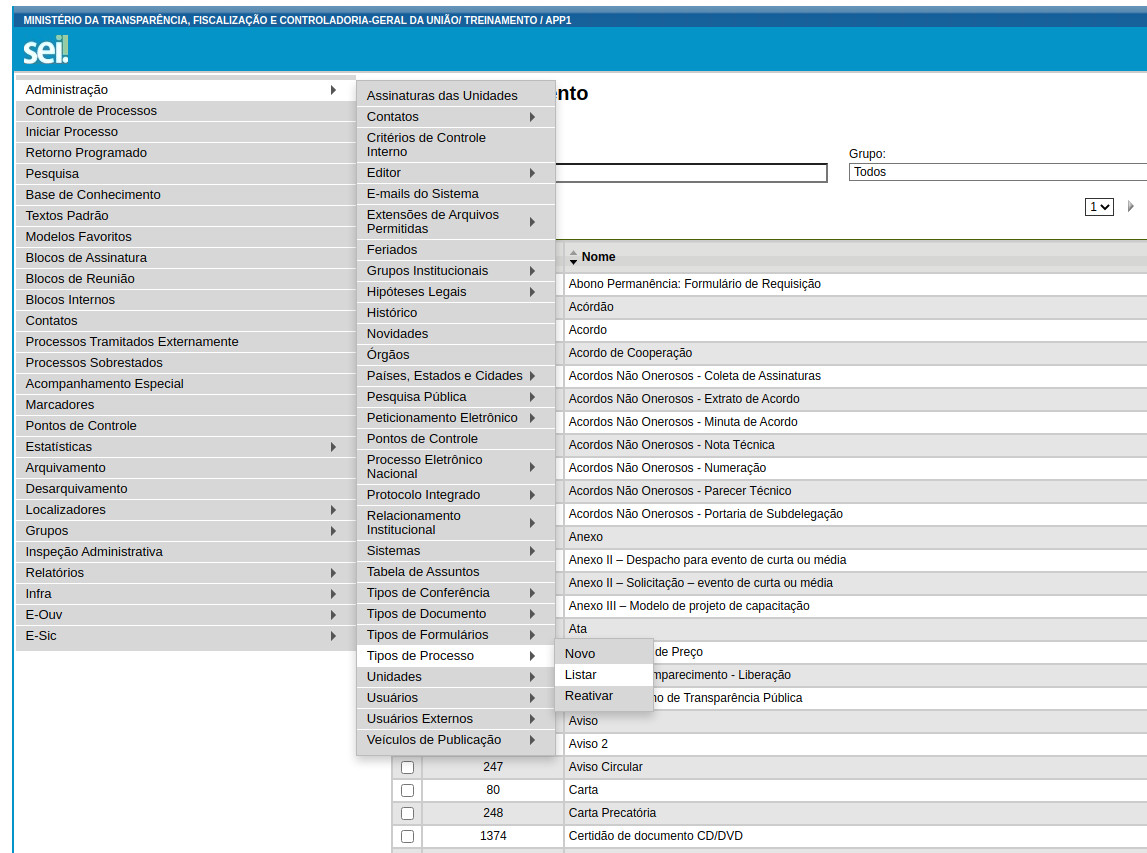 MINISTÉRIO DA TRANSPARÊNCIA, FISCALIZAÇÃO E CONTROLADORIA-GERAL DA UNIÃO/ TREINAMENTO / APP1
sei!
Administração
Controle de Processos
Iniciar Processo
Retorno Programado
Pesquisa
Base de Conhecimento
Textos Padrão
Modelos Favoritos
Blocos de Assinatura
Blocos de Reunião
Blocos Internos
Contatos
Processos Tramitados Externamente
Processos Sobrestados
Acompanhamento Especial
Marcadores
Pontos de Controle
Estatísticas
Arquivamento
Desarquivamento
Localizadores
Grupos
Inspeção Administrativa
Relatórios
Infra
E-Ouv
E-Sic
Assinaturas das Unidades
Contatos
Critérios de Controle
Interno
Editor
E-mails do Sistema
Extensões de Arquivos
Permitidas
Feriados
Grupos Institucionais
Hipóteses Legais
Histórico
Novidades
Órgãos
Países, Estados e Cidades
Pesquisa Pública
Peticionamento Eletrônico
Pontos de Controle
Processo Eletrônico
Nacional
Protocolo Integrado
Relacionamento
Institucional
Sistemas
Tabela de Assuntos
Tipos de Conferência
Tipos de Documento
Tipos de Formulários
Tipos de Processo
Unidades
Usuários
Usuários Externos
Veículos de Publicação
Novo
Listar
Reativar
nto
Grupo:
Todos
1
Nome
Abono Permanência: Formulário de Requisição
Acórdão
Acordo
Acordo de Cooperação
Acordos Não Onerosos - Coleta de Assinaturas
Acordos Não Onerosos - Extrato de Acordo
Acordos Não Onerosos - Minuta de Acordo
Acordos Não Onerosos - Nota Técnica
Acordos Não Onerosos - Numeração
Acordos Não Onerosos - Parecer Técnico
Acordos Não Onerosos - Portaria de Subdelegação
Anexo
Anexo II – Despacho para evento de curta ou média
Anexo II – Solicitação – evento de curta ou média
Anexo III – Modelo de projeto de capacitação
Ata
de Preço
mparecimento - Liberação
no de Transparência Pública
Aviso
Aviso 2
247 Aviso Circular
80 Carta
248 Carta Precatória
1374 Certidão de documento CD/DVD